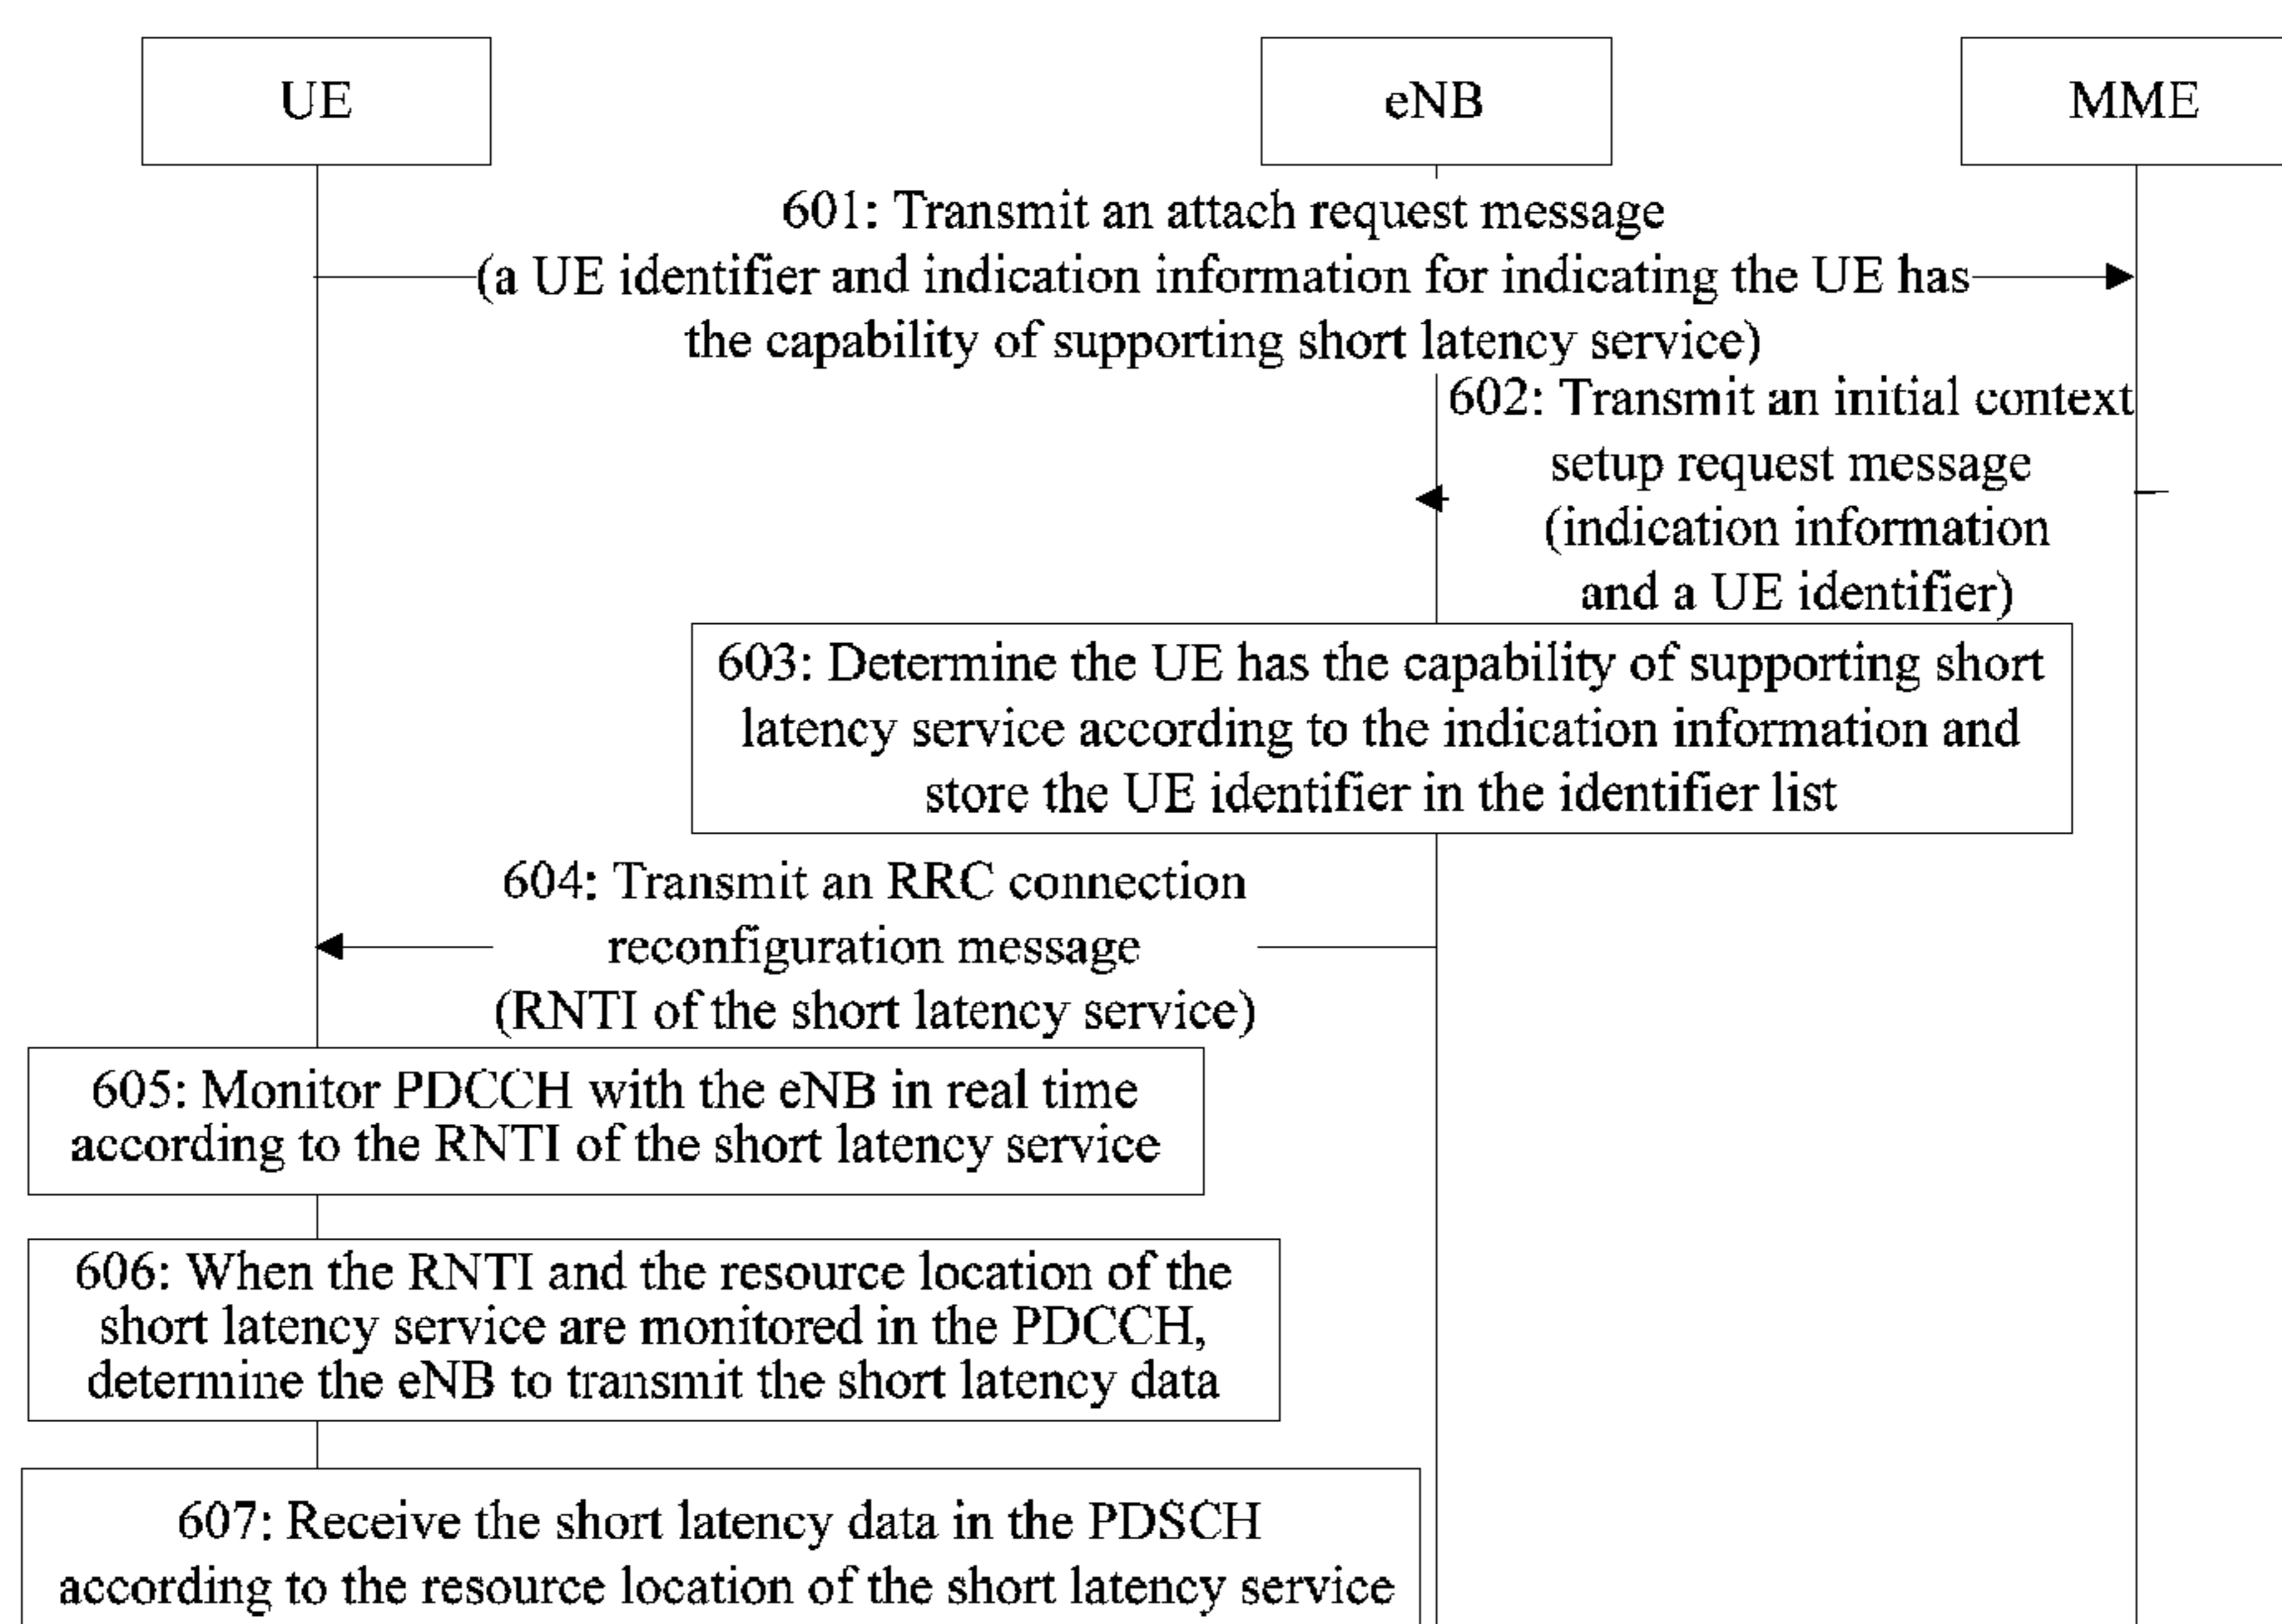 UE
eNB
MME
601: Transmit an attach request message
(a UE identifier and indication information for indicating the UE has
the capability of supporting short latency service)
602: Transmit an initial context
setup request message
(indication information
and a UE identifier)
603: Determine the UE has the capability of supporting short
latency service according to the indication information and
store the UE identifier in the identifier list
604: Transmit an RRC connection
reconfiguration message
(RNTI of the short latency service)
605: Monitor PDCCH with the eNB in real time
according to the RNTI of the short latency service
606: When the RNTI and the resource location of the
short latency service are monitored in the PDCCH,
determine the eNB to transmit the short latency data
607: Receive the short latency data in the PDSCH
according to the resource location of the short latency service